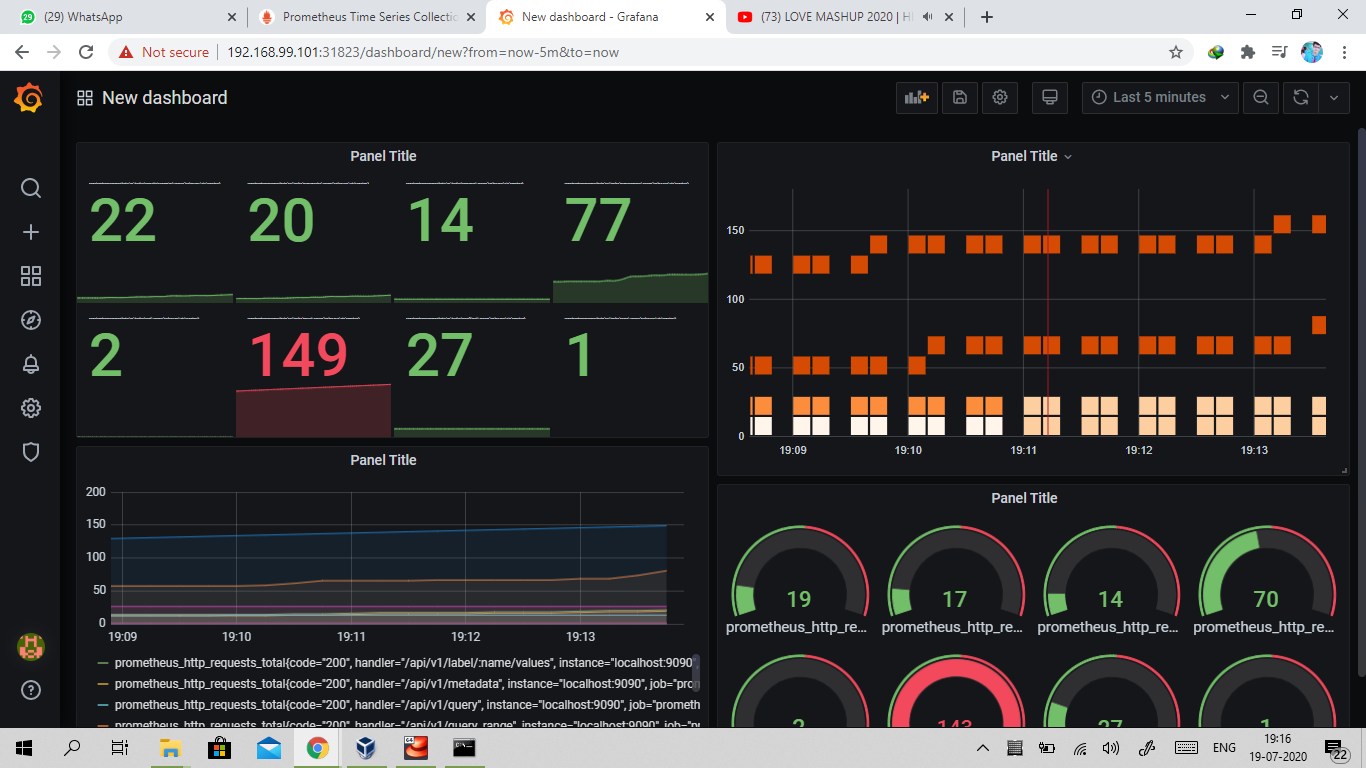 (29) WhatsApp
Prometheus Time Series Collectic
New dashboard - Grafana
(73) LOVE MASHUP 2020 | HI
Not secure
192.168.99.101:31823/dashboard/new?from=now-5m&to=now
New dashboard
Last 5 minutes
Panel Title
22 20 14 77
2 149 27 1
Panel Title
150
100
50
0
19:09 19:10 19:11 19:12 19:13
Panel Title
200
150
100
50
0
19:09 19:10 19:11 19:12 19:13
prometheus_http_requests_total{code="200", handler="/api/v1/label/:name/values", instance="localhost:9090"
prometheus_http_requests_total{code="200", handler="/api/v1/metadata", instance="localhost:9090", job="pro
prometheus_http_requests_total{code="200", handler="/api/v1/query", instance="localhost:9090", job="prometh
prometheus_http_requests_total{code="200", handler="/api/v1/query_range", instance="localhost:9090", job="p
Panel Title
19 17 14 70
prometheus_http_re... prometheus_http_re... prometheus_http_re... prometheus_http_re...
2 143 27 1
ENG
19:16
19-07-2020
22